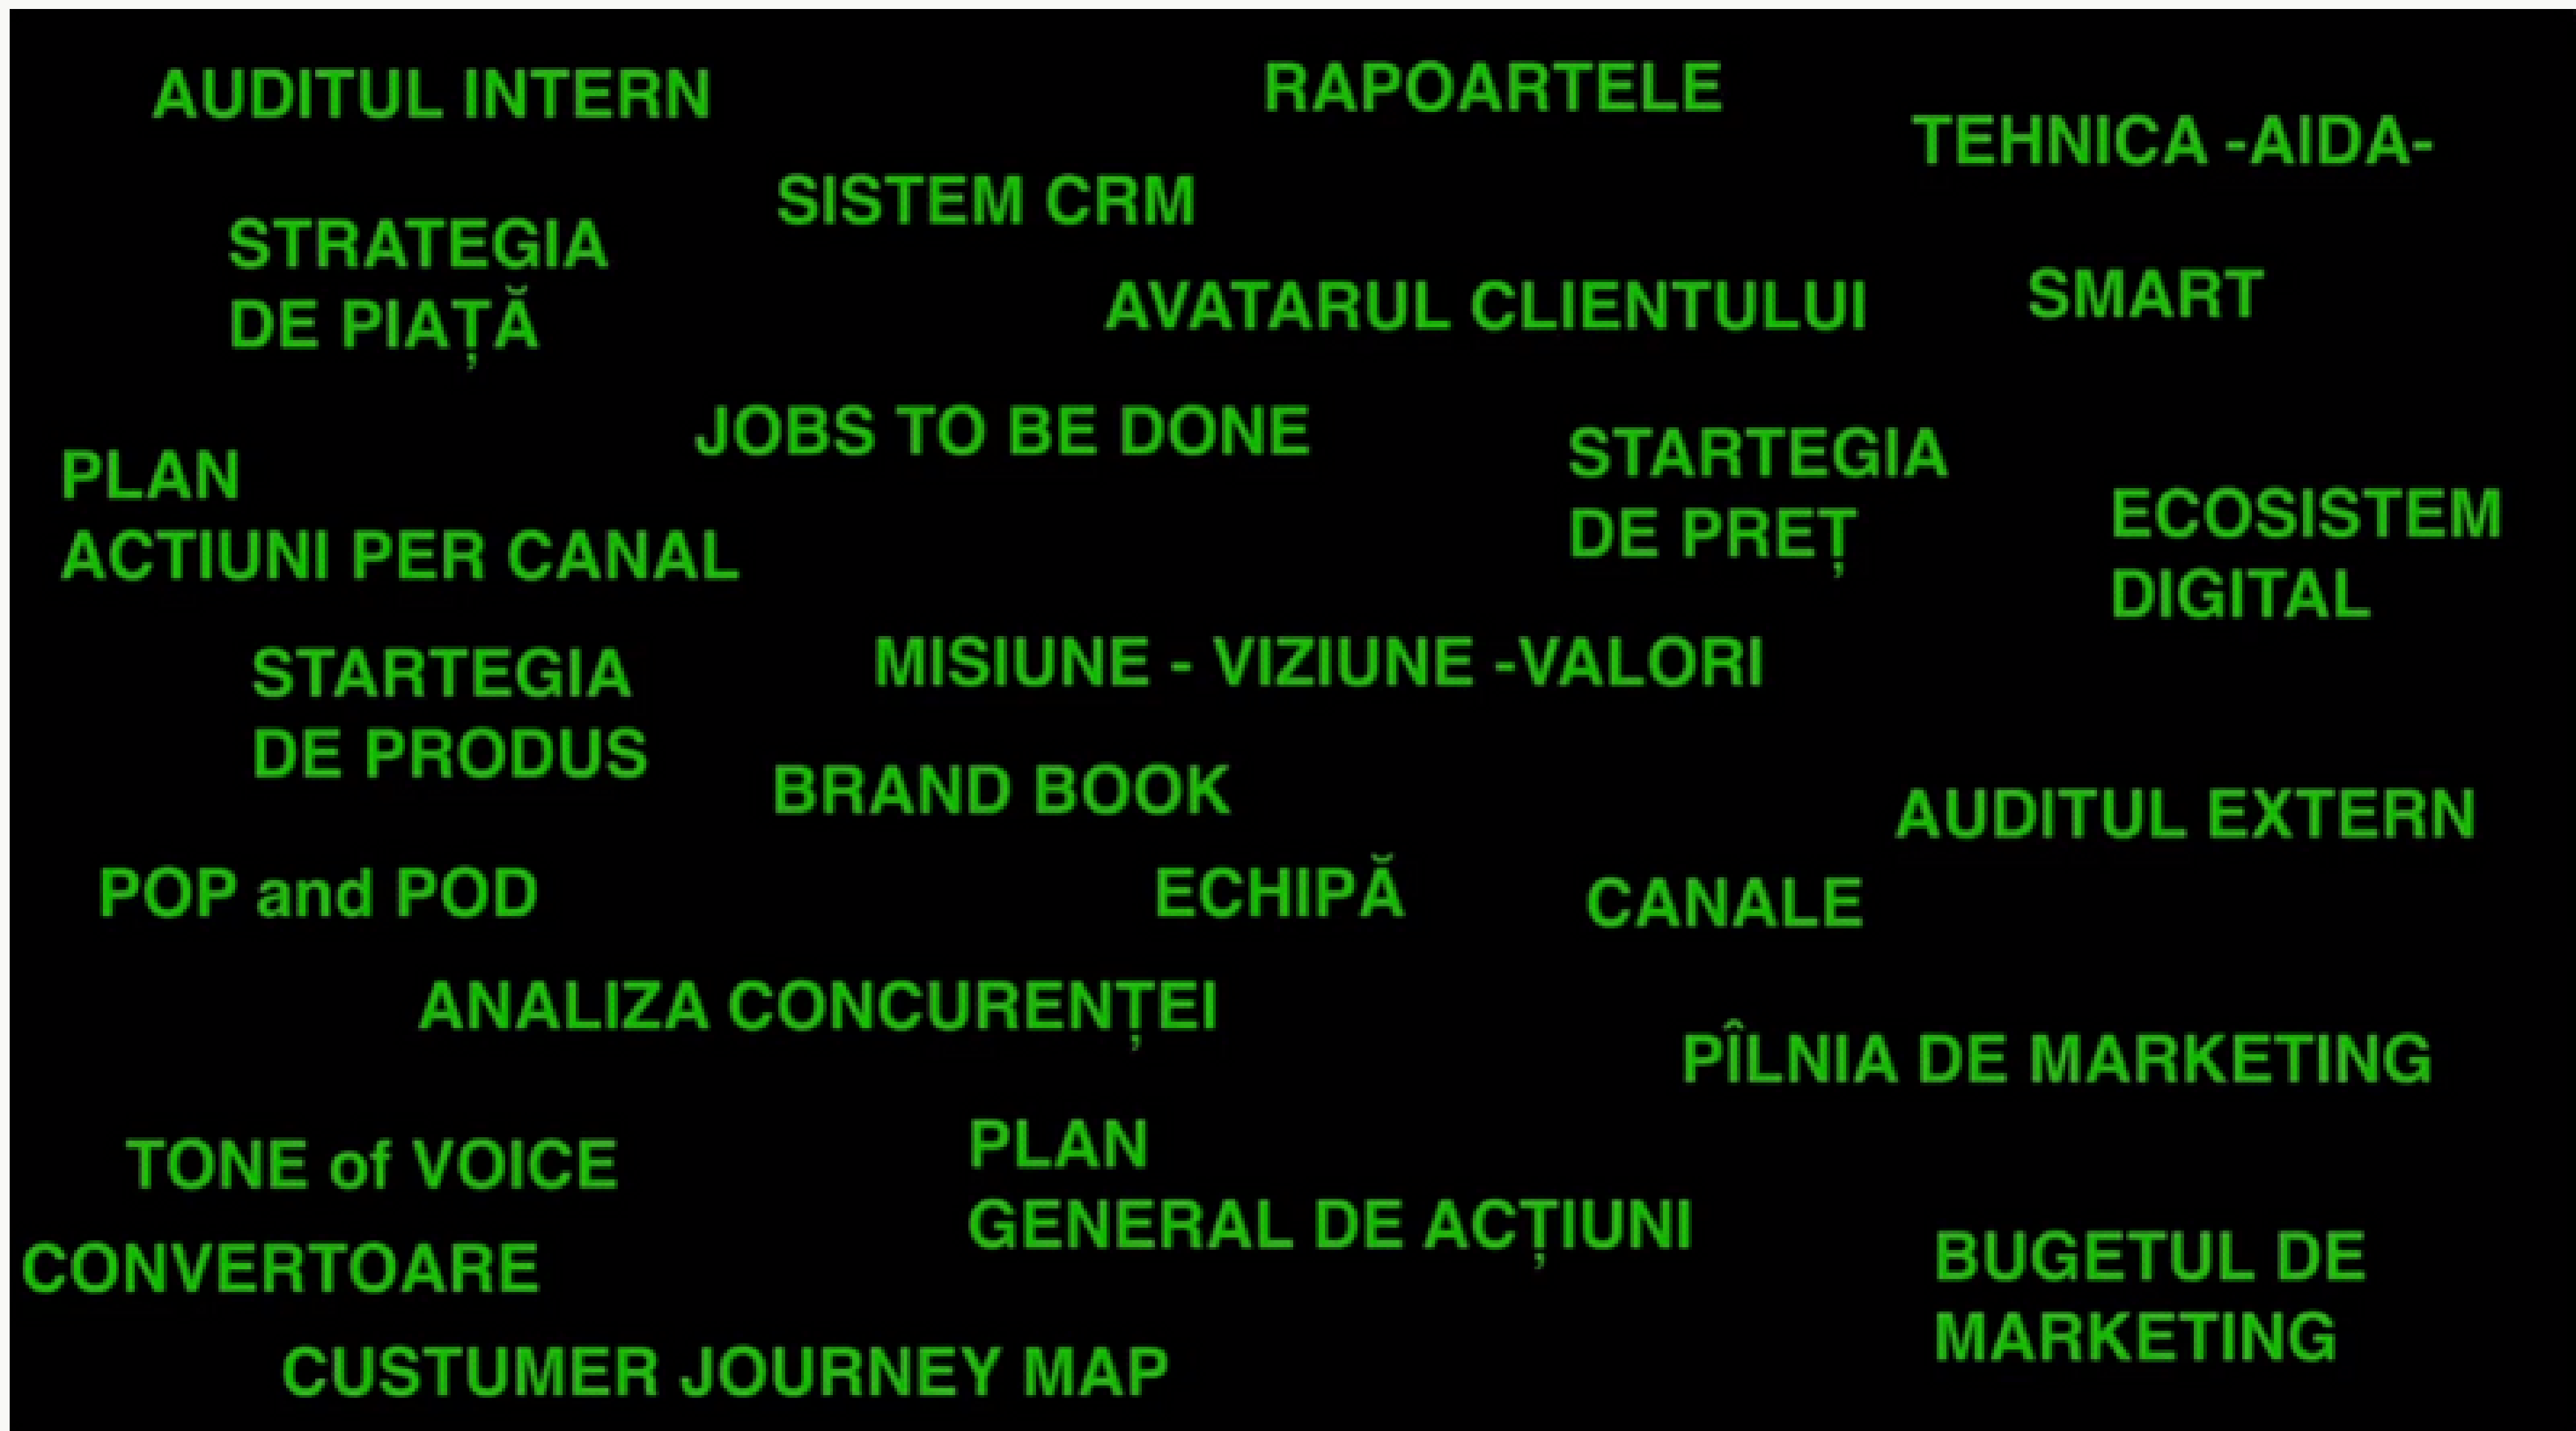 AUDITUL INTERN
RAPOARTELE
TEHNICA -AIDA-
SISTEM CRM
STRATEGIA
DE PIAȚĂ
AVATARUL CLIENTULUI
SMART
JOBS TO BE DONE
PLAN
ACTIUNI PER CANAL
STARTEGIA
DE PREȚ
ECOSISTEM
DIGITAL
STARTEGIA
DE PRODUS
MISIUNE - VIZIUNE -VALORI
BRAND BOOK
AUDITUL EXTERN
POP and POD
ECHIPĂ
CANALE
ANALIZA CONCURENȚEI
PÎLNIA DE MARKETING
TONE of VOICE
PLAN
GENERAL DE ACȚIUNI
CONVERTOARE
BUGETUL DE
MARKETING
CUSTUMER JOURNEY MAP